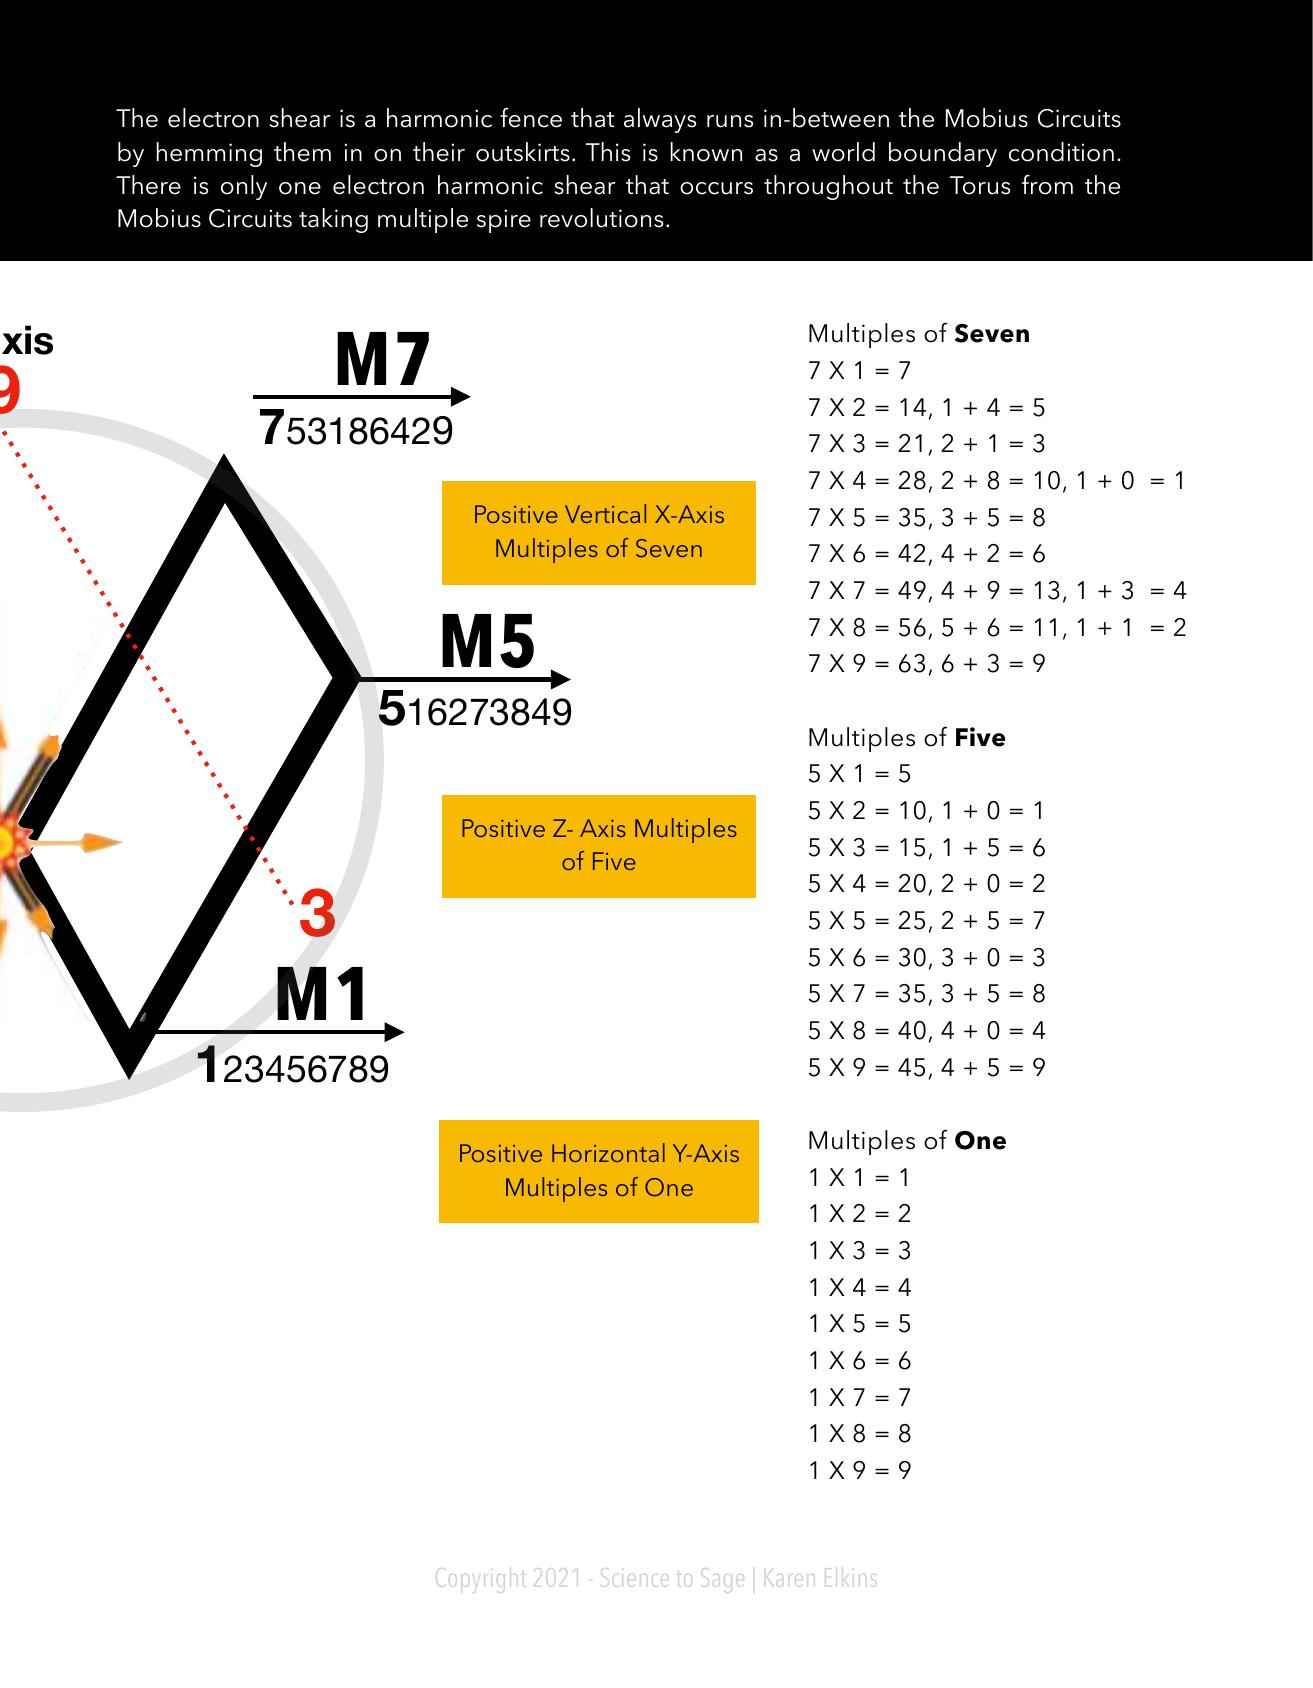 The electron shear is a harmonic fence that always runs in-between the Mobius Circuits
by hemming them in on their outskirts. This is known as a world boundary condition.
There is only one electron harmonic shear that occurs throughout the Torus from the
Mobius Circuits taking multiple spire revolutions.
xis
9
M7
753186429
Positive Vertical X-Axis
Multiples of Seven
M5
516273849
Positive Z- Axis Multiples
of Five
3
M1
123456789
Positive Horizontal Y-Axis
Multiples of One
Multiples of Seven
7 X 1 = 7
7 X 2 = 14, 1 + 4 = 5
7 X 3 = 21, 2 + 1 = 3
7 X 4 = 28, 2 + 8 = 10, 1 + 0 = 1
7 X 5 = 35, 3 + 5 = 8
7 X 6 = 42, 4 + 2 = 6
7 X 7 = 49, 4 + 9 = 13, 1 + 3 = 4
7 X 8 = 56, 5 + 6 = 11, 1 + 1 = 2
7 X 9 = 63, 6 + 3 = 9
Multiples of Five
5 X 1 = 5
5 X 2 = 10, 1 + 0 = 1
5 X 3 = 15, 1 + 5 = 6
5 X 4 = 20, 2 + 0 = 2
5 X 5 = 25, 2 + 5 = 7
5 X 6 = 30, 3 + 0 = 3
5 X 7 = 35, 3 + 5 = 8
5 X 8 = 40, 4 + 0 = 4
5 X 9 = 45, 4 + 5 = 9
Multiples of One
1 X 1 = 1
1 X 2 = 2
1 X 3 = 3
1 X 4 = 4
1 X 5 = 5
1 X 6 = 6
1 X 7 = 7
1 X 8 = 8
1 X 9 = 9
Copyright 2021 - Science to Sage | Karen Elkins